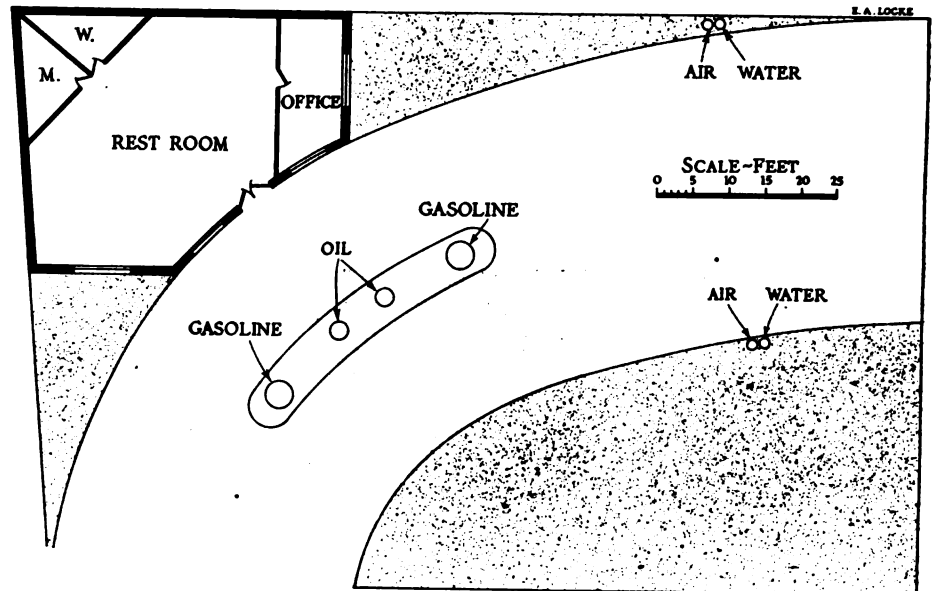 E. A. LOCKE
W.
M.
OFFICE
REST ROOM
AIR WATER
SCALE~FEET
0 5 10 15 20 25
GASOLINE
OIL
AIR WATER
GASOLINE